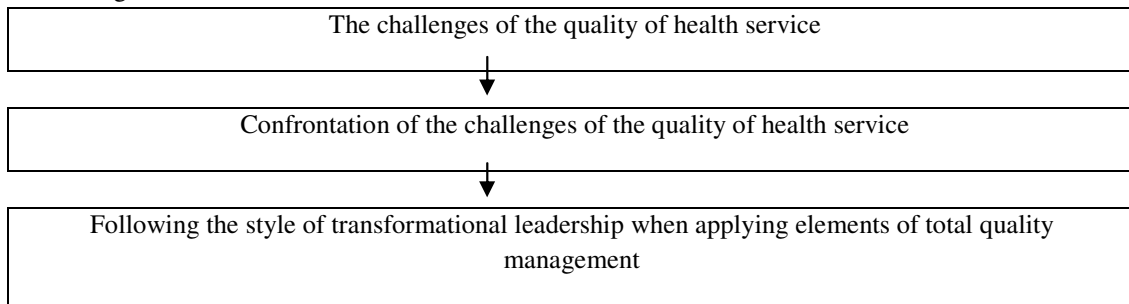 The challenges of the quality of health service
Confrontation of the challenges of the quality of health service
Following the style of transformational leadership when applying elements of total quality
management